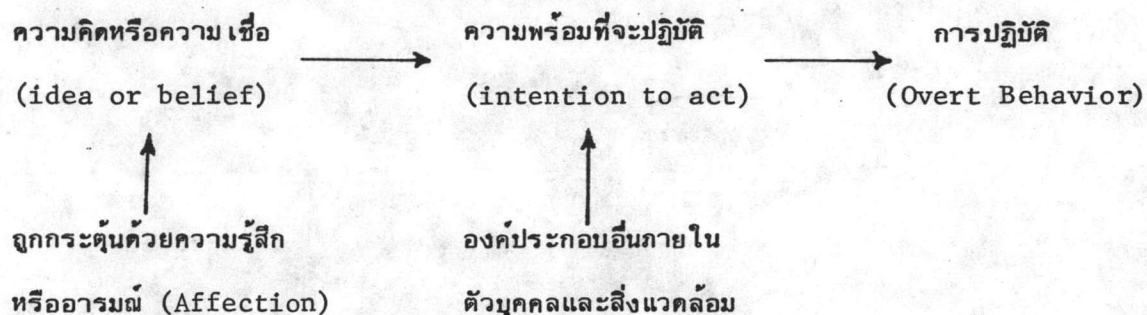 ความคิดหรือความเชื่อ
(idea or belief)
ความพร้อมที่จะปฏิบัติ
(intention to act)
การปฏิบัติ
(Overt Behavior)
ถูกกระตุ้นด้วยความรู้สึก
หรืออารมณ์ (Affection)
องค์ประกอบอื่นภายใน
ตัวบุคคลและสิ่งแวดล้อม